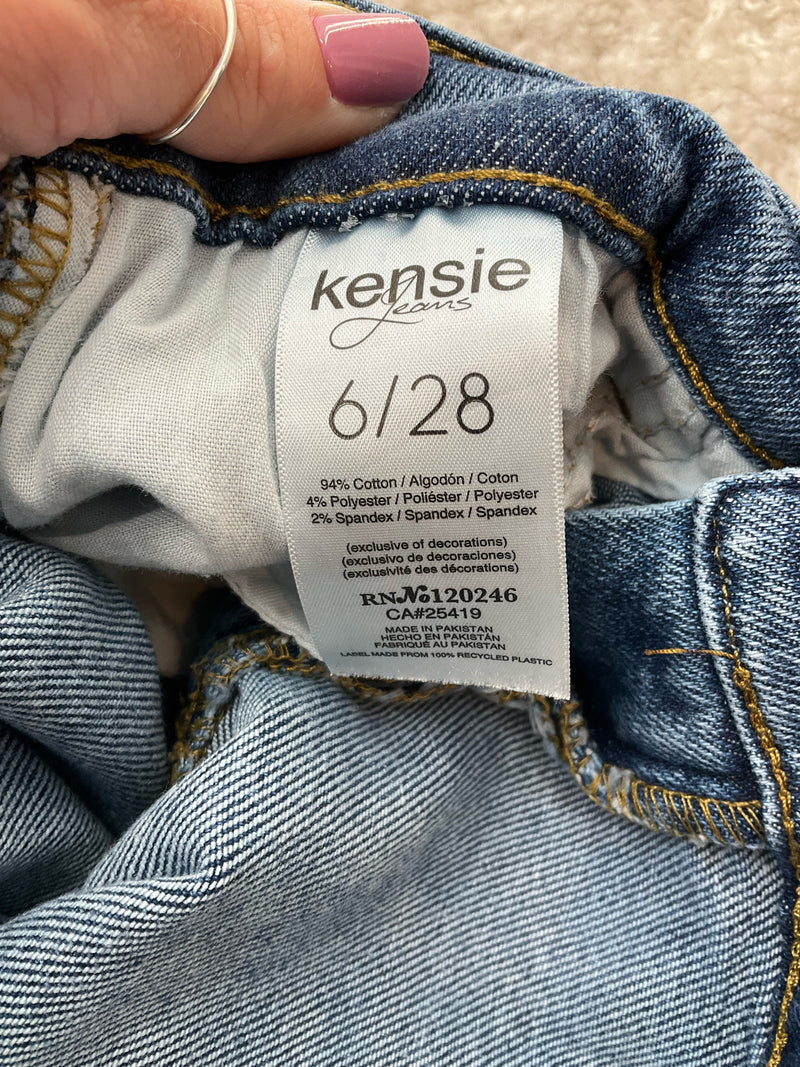 kensie
Jeans
6/28
94% Cotton / Algodón / Coton
4% Polyester / Poliéster / Polyester
2% Spandex / Spandex / Spandex
(exclusive of decorations)
(exclusivo de decoraciones)
(exclusivité des décorations)
RN№120246
CA#25419
MADE IN PAKISTAN
HECHO EN PAKISTÁN
FABRIQUÉ AU PAKISTAN
LABEL MADE FROM 100% RECYCLED PLASTIC